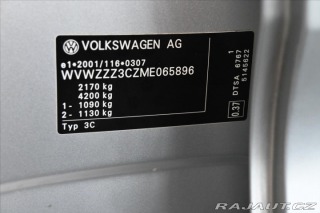 VOLKSWAGEN AG
e1*2001/116*0307
WVWZZZ3CZME065896
2170 kg
4200 kg
1- 1090 kg
2- 1130 kg
Typ 3C
DTSA 6767 1
5145622
0.37
RAJAUT.CZ